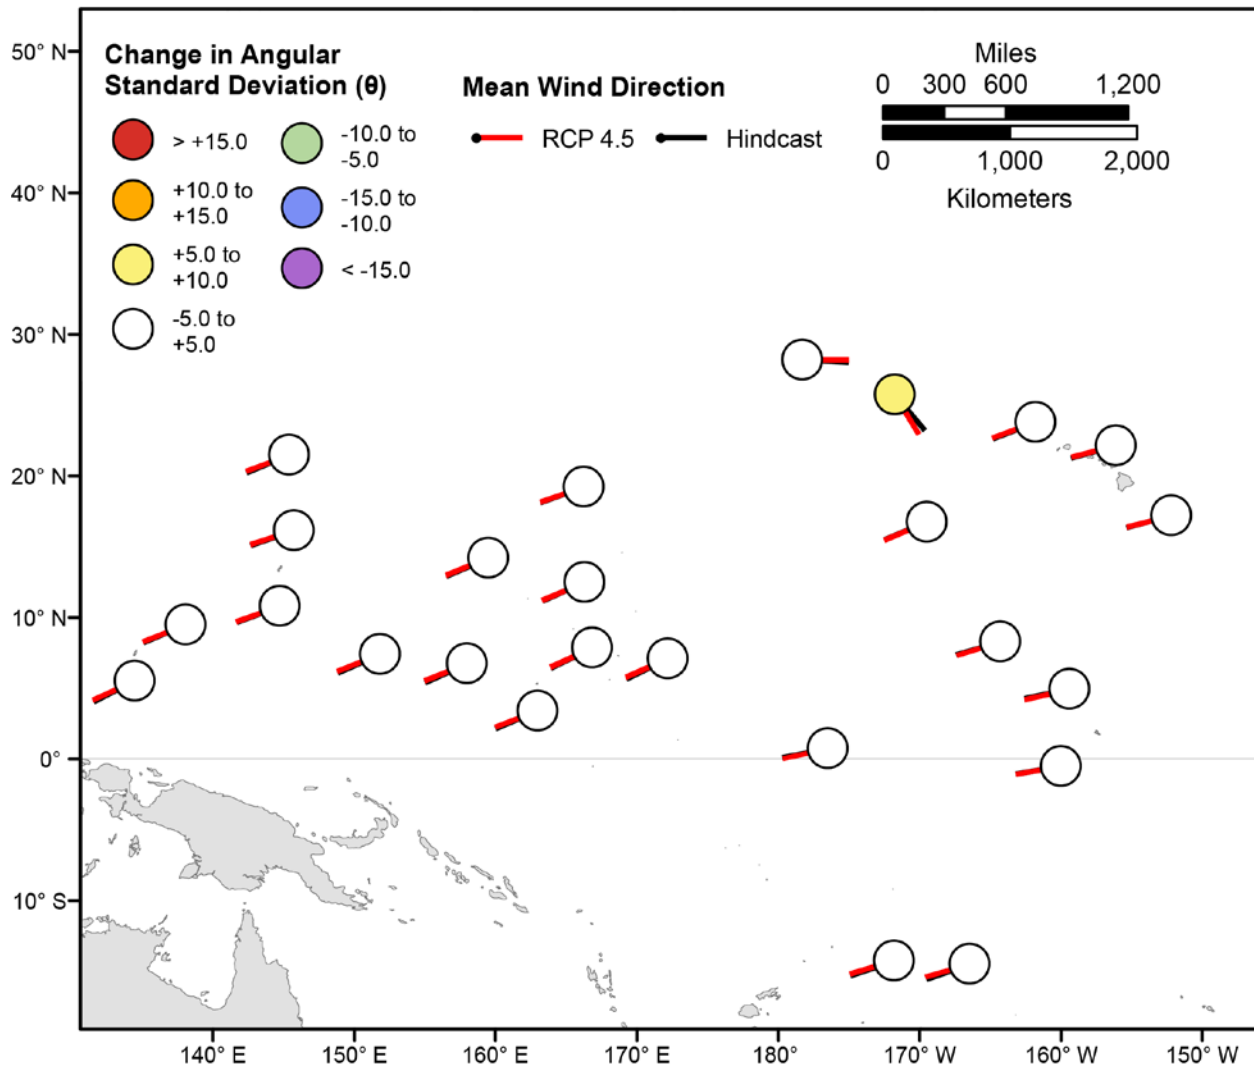 Change in Angular
Standard Deviation (θ)
> +15.0
+10.0 to
+15.0
+5.0 to
+10.0
-5.0 to
+5.0
-10.0 to
-5.0
-15.0 to
-10.0
< -15.0
Mean Wind Direction
RCP 4.5
Hindcast
Miles
0 300 600 1,200
0 1,000 2,000
Kilometers
50° N
40° N
30° N
20° N
10° N
0°
10° S
140° E 150° E 160° E 170° E 180° 170° W 160° W 150° W